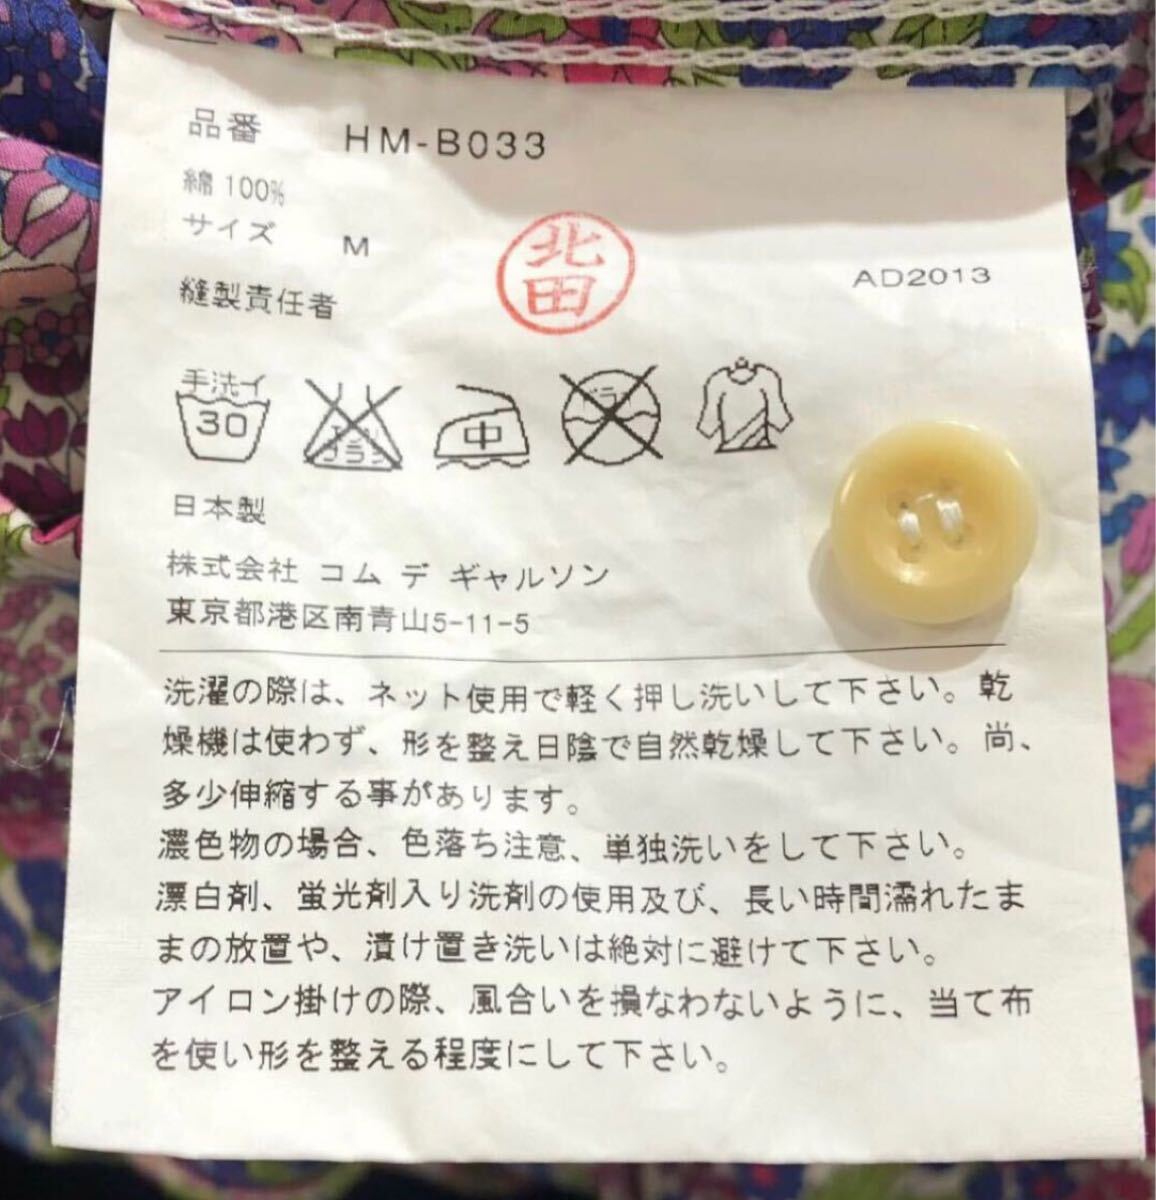 品番 HM-B033
綿 100%
サイズ M
北田
AD2013
縫製責任者
手洗イ
30
エンソ
サラシ
中
ドライ
日本製
株式会社 コム デ ギャルソン
東京都港区南青山5-11-5
洗濯の際は、ネット使用で軽く押し洗いして下さい。乾
燥機は使わず、形を整え日陰で自然乾燥して下さい。尚、
多少伸縮する事があります。
濃色物の場合、色落ち注意、単独洗いをして下さい。
漂白剤、蛍光剤入り洗剤の使用及び、長い時間濡れたま
まの放置や、漬け置き洗いは絶対に避けて下さい。
アイロン掛けの際、風合いを損なわないように、当て布
を使い形を整える程度にして下さい。